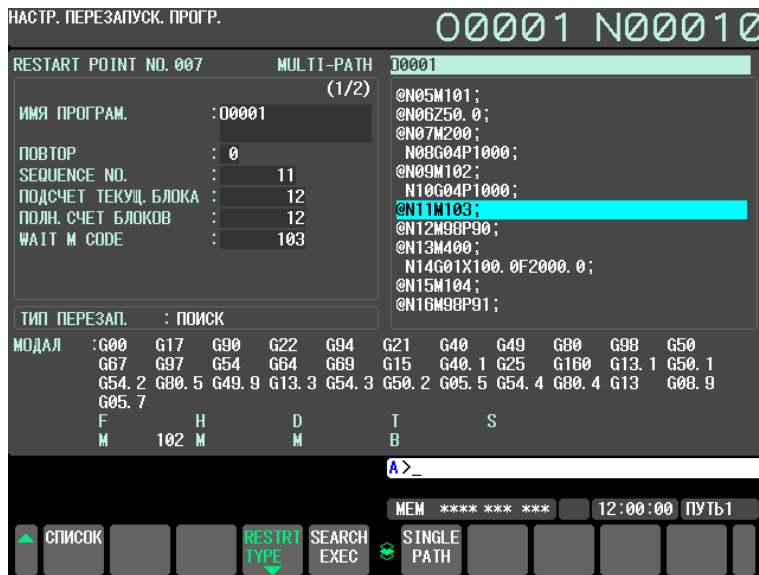 НАСТР. ПЕРЕЗАПУСК. ПРОГР.
O0001 N00010
RESTART POINT NO. 007 MULTI-PATH
(1/2)
ИМЯ ПРОГРАМ. :O0001
ПОВТОР : 0
SEQUENCE NO. : 11
ПОДСЧЕТ ТЕКУЩ. БЛОКА : 12
ПОЛН. СЧЕТ БЛОКОВ : 12
WAIT M CODE : 103
ТИП ПЕРЕЗАП. : ПОИСК
O0001
@N05M101;
@N06Z50. 0;
@N07M200;
N08G04P1000;
@N09M102;
N10G04P1000;
@N11M103;
@N12M98P90;
@N13M400;
N14G01X100. 0F2000. 0;
@N15M104;
@N16M98P91;
МОДАЛ :G00 G17 G90 G22 G94 G21 G40 G49 G80 G98 G50
G67 G97 G54 G64 G69 G15 G40. 1 G25 G160 G13. 1 G50. 1
G54. 2 G80. 5 G49. 9 G13. 3 G54. 3 G50. 2 G05. 5 G54. 4 G80. 4 G13 G08. 9
G05. 7
F H D T S
M 102 M M B
A>_
MEM **** *** *** 12:00:00 ПУТЬ1
СПИСОК RESTRT TYPE SEARCH EXEC SINGLE PATH